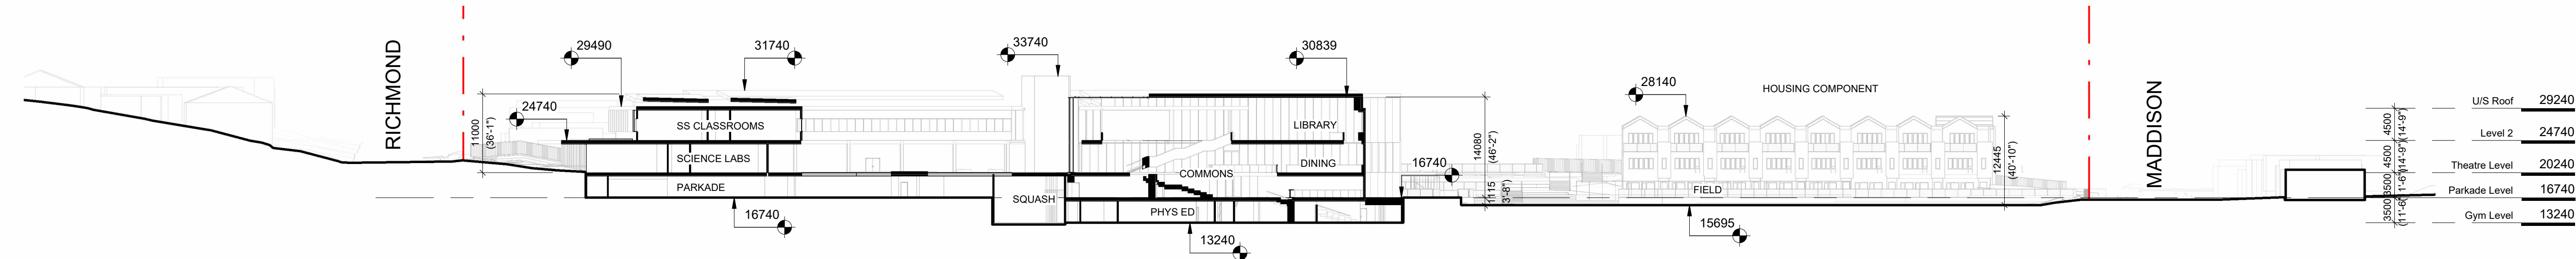 RICHMOND
29490
31740
33740
30839
28140
HOUSING COMPONENT
MADDISON
24740
11000
(36'-1")
SS CLASSROOMS
SCIENCE LABS
PARKADE
16740
SQUASH
LIBRARY
DINING
COMMONS
PHYS ED
13240
16740
14080
(46'-2")
1115
3'-8")
FIELD
15695
12445
(40'-10")
4500
(14'-9")
4500
(14'-9")
3500
(11'-6")
3500
(11'-6")
U/S Roof 29240
Level 2 24740
Theatre Level 20240
Parkade Level 16740
Gym Level 13240